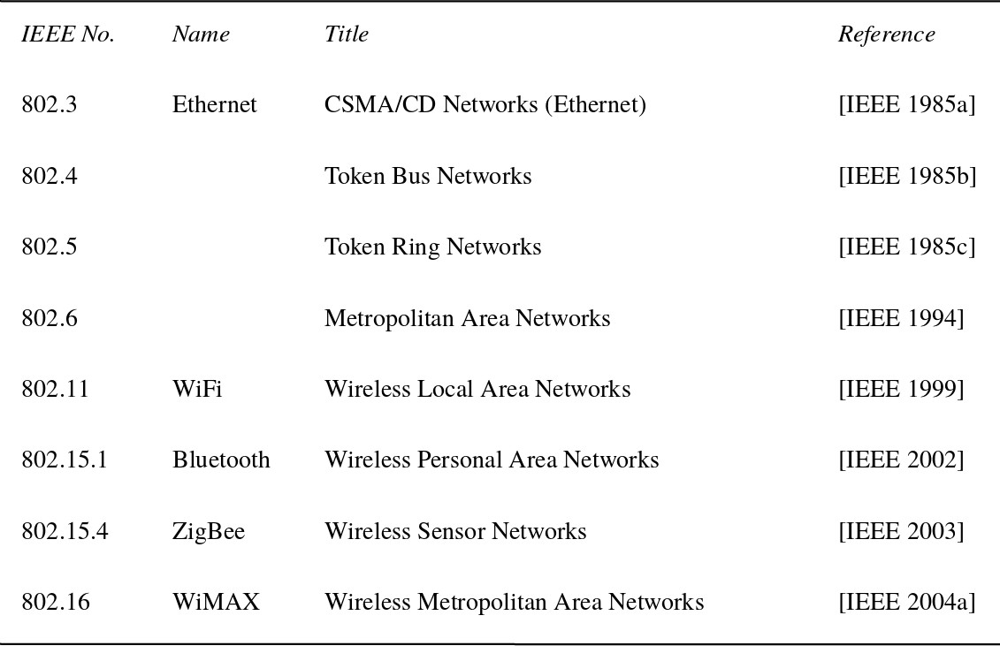 IEEE No. Name Title Reference
802.3 Ethernet CSMA/CD Networks (Ethernet) [IEEE 1985a]
802.4 Token Bus Networks [IEEE 1985b]
802.5 Token Ring Networks [IEEE 1985c]
802.6 Metropolitan Area Networks [IEEE 1994]
802.11 WiFi Wireless Local Area Networks [IEEE 1999]
802.15.1 Bluetooth Wireless Personal Area Networks [IEEE 2002]
802.15.4 ZigBee Wireless Sensor Networks [IEEE 2003]
802.16 WiMAX Wireless Metropolitan Area Networks [IEEE 2004a]